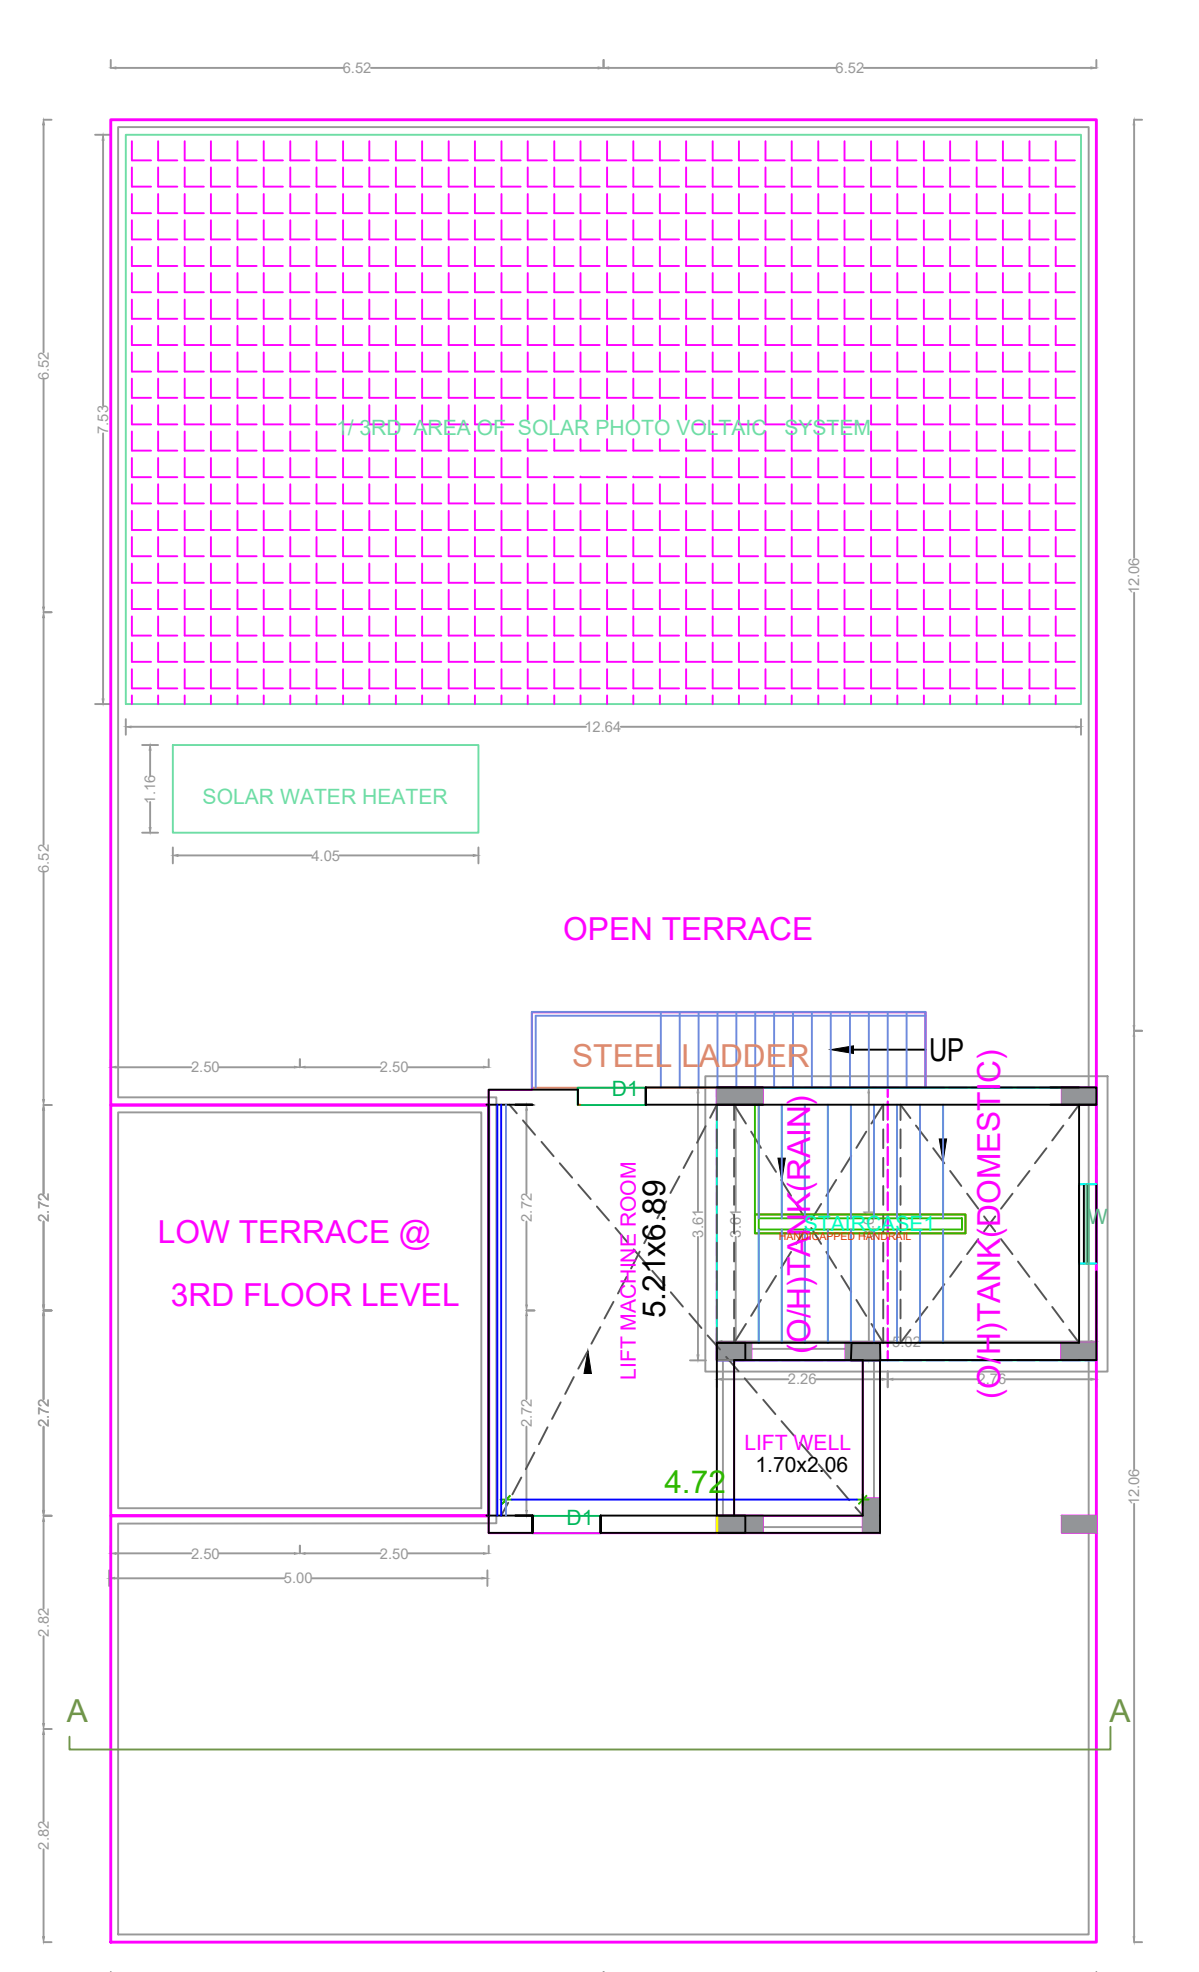 6.52
6.52
6.52
7.53
1/ 3RD AREA OF SOLAR PHOTO VOLTAIC SYSTEM
12.06
12.64
1.16
SOLAR WATER HEATER
4.05
6.52
OPEN TERRACE
STEEL LADDER
UP
2.50
2.50
D1
2.72
LOW TERRACE @
3RD FLOOR LEVEL
2.72
LIFT MACHINE ROOM
5.21x6.89
3.61
3.61
(O/H)TANK(RAIN)
STAIRCASE1
HANDICAPPED HANDRAIL
(O/H)TANK(DOMESTIC)
W
5.02
2.26
2.76
2.72
2.72
LIFT WELL
1.70x2.06
4.72
D1
12.06
2.50
2.50
5.00
2.82
A
A
2.82